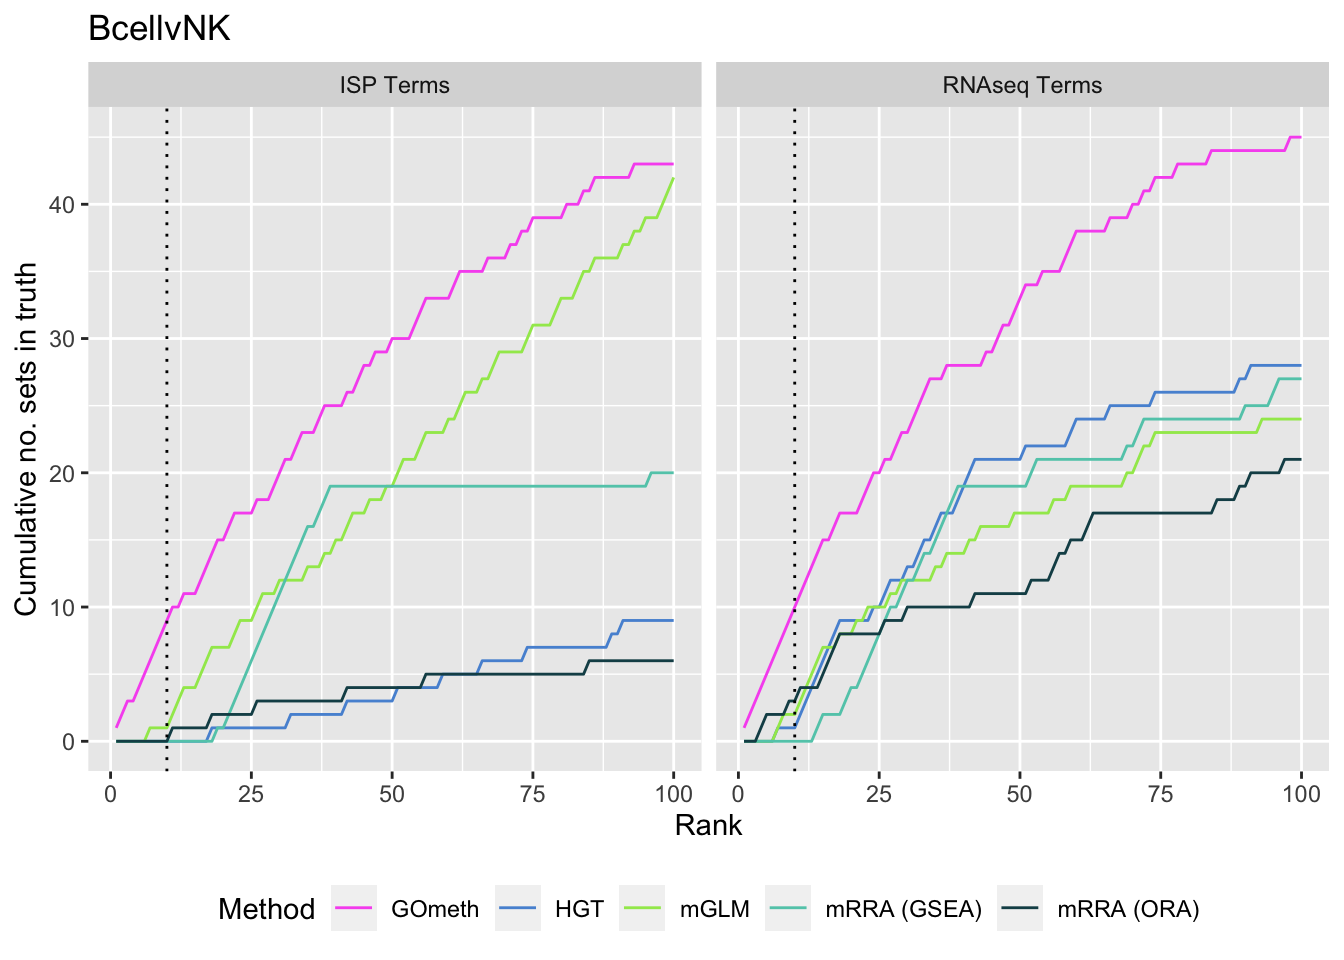 BcellvNK
ISP Terms
RNAseq Terms
Cumulative no. sets in truth
40
30
20
10
0
0 25 50 75 100
0 25 50 75 100
Rank
Method GOmeth HGT mGLM mRRA (GSEA) mRRA (ORA)